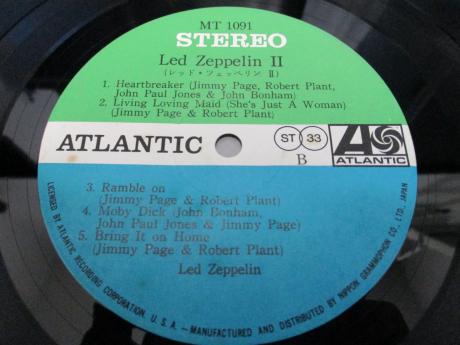 MT 1091
STEREO
Led Zeppelin II
(レッド・ツェッペリン II)
1. Heartbreaker (Jimmy Page, Robert Plant,
John Paul Jones & John Bonham)
2. Living Loving Maid (She's Just A Woman)
(Jimmy Page & Robert Plant)
ATLANTIC
ST 33
B
ATLANTIC
3. Ramble on
(Jimmy Page & Robert Plant)
4. Moby Dick (John Bonham,
John Paul Jones & Jimmy Page)
5. Bring It on Home
(Jimmy Page & Robert Plant)
Led Zeppelin
LICENSED BY ATLANTIC RECORDING CORPORATION, U.S.A.—MANUFACTURED AND DISTRIBUTED BY NIPPON GRAMMOPHON CO., LTD., JAPAN